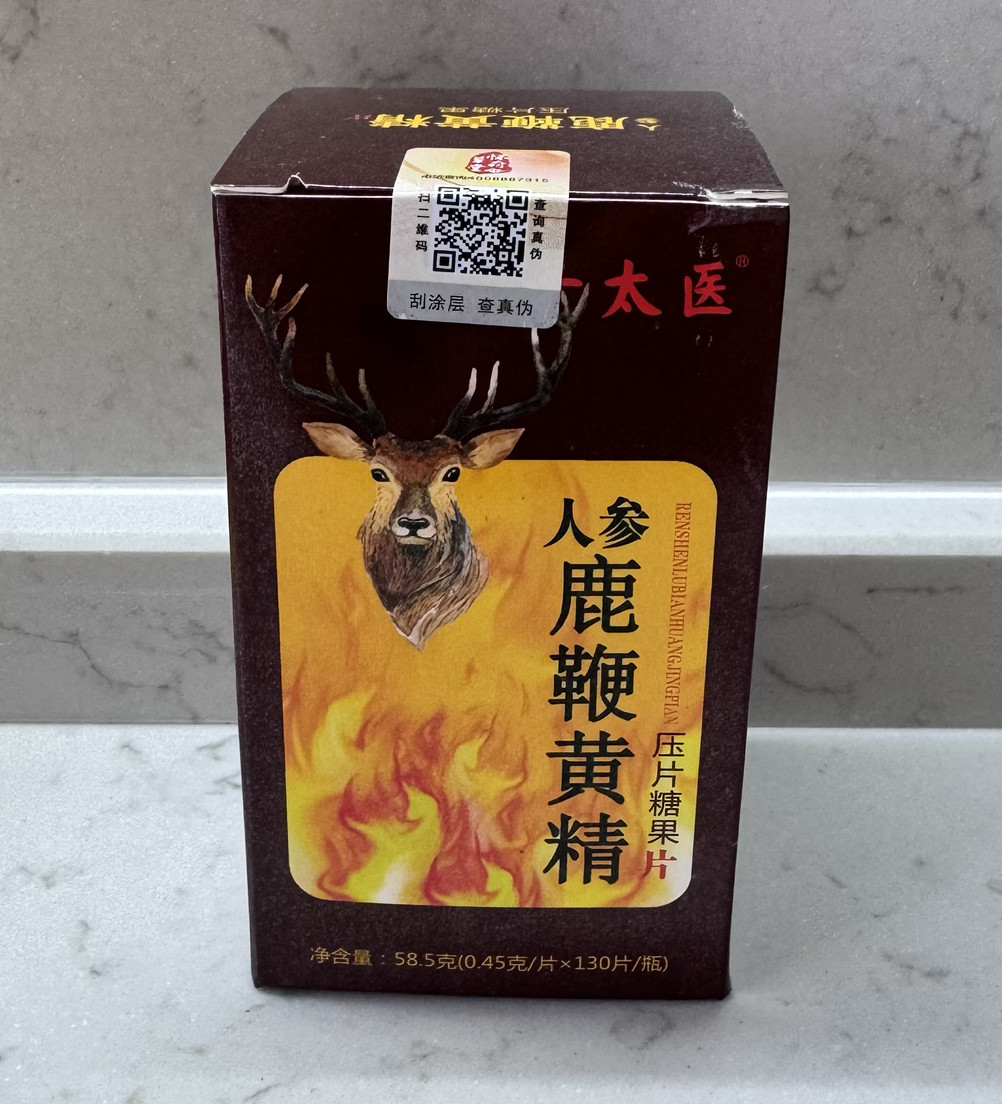 鹿鞭黄精
压片糖果
扫二维码
查询真伪
刮涂层 查真伪
太医®
人参
鹿鞭黄精
RENSHENLUBIANHUANGJINGPIAN
压片糖果
片
净含量：58.5克(0.45克/片×130片/瓶)